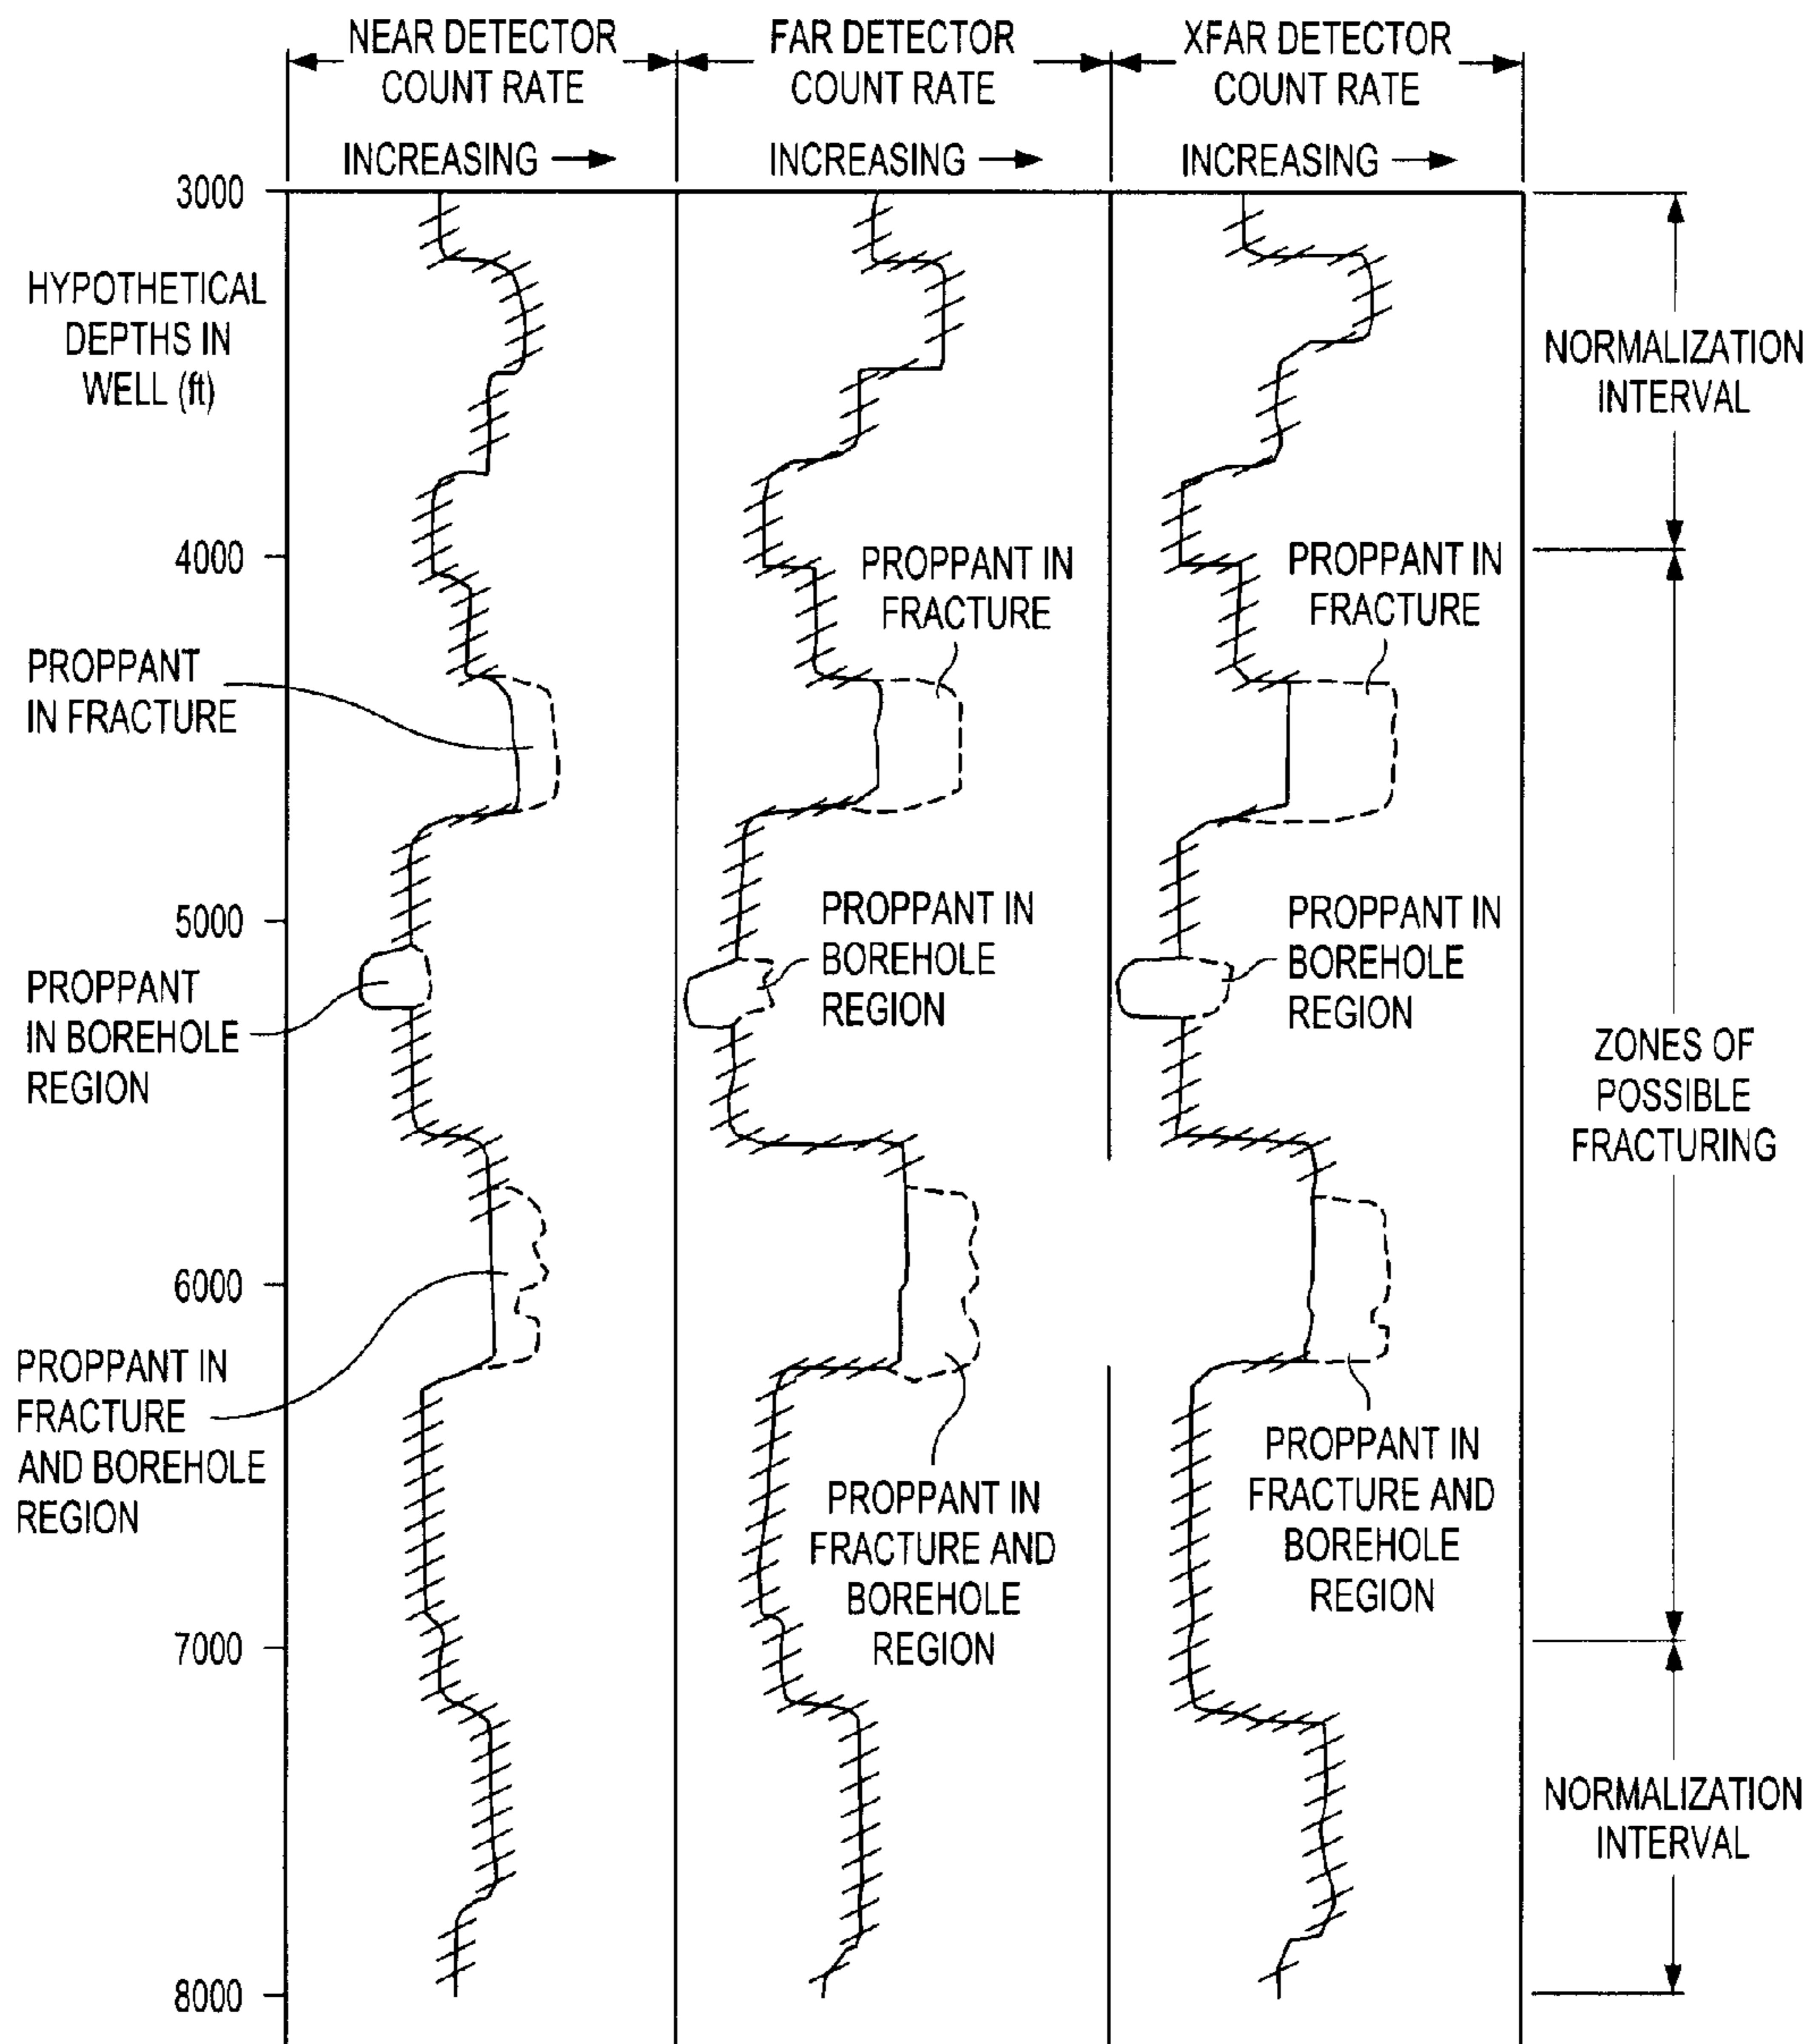 NEAR DETECTOR
COUNT RATE
INCREASING
FAR DETECTOR
COUNT RATE
INCREASING
XFAR DETECTOR
COUNT RATE
INCREASING
3000
HYPOTHETICAL
DEPTHS IN
WELL (ft)
4000
PROPPANT
IN FRACTURE
5000
PROPPANT
IN BOREHOLE
REGION
6000
PROPPANT IN
FRACTURE
AND BOREHOLE
REGION
7000
8000
PROPPANT IN
FRACTURE
PROPPANT IN
BOREHOLE
REGION
PROPPANT IN
FRACTURE AND
BOREHOLE
REGION
PROPPANT IN
FRACTURE
PROPPANT IN
BOREHOLE
REGION
PROPPANT IN
FRACTURE AND
BOREHOLE
REGION
NORMALIZATION
INTERVAL
ZONES OF
POSSIBLE
FRACTURING
NORMALIZATION
INTERVAL